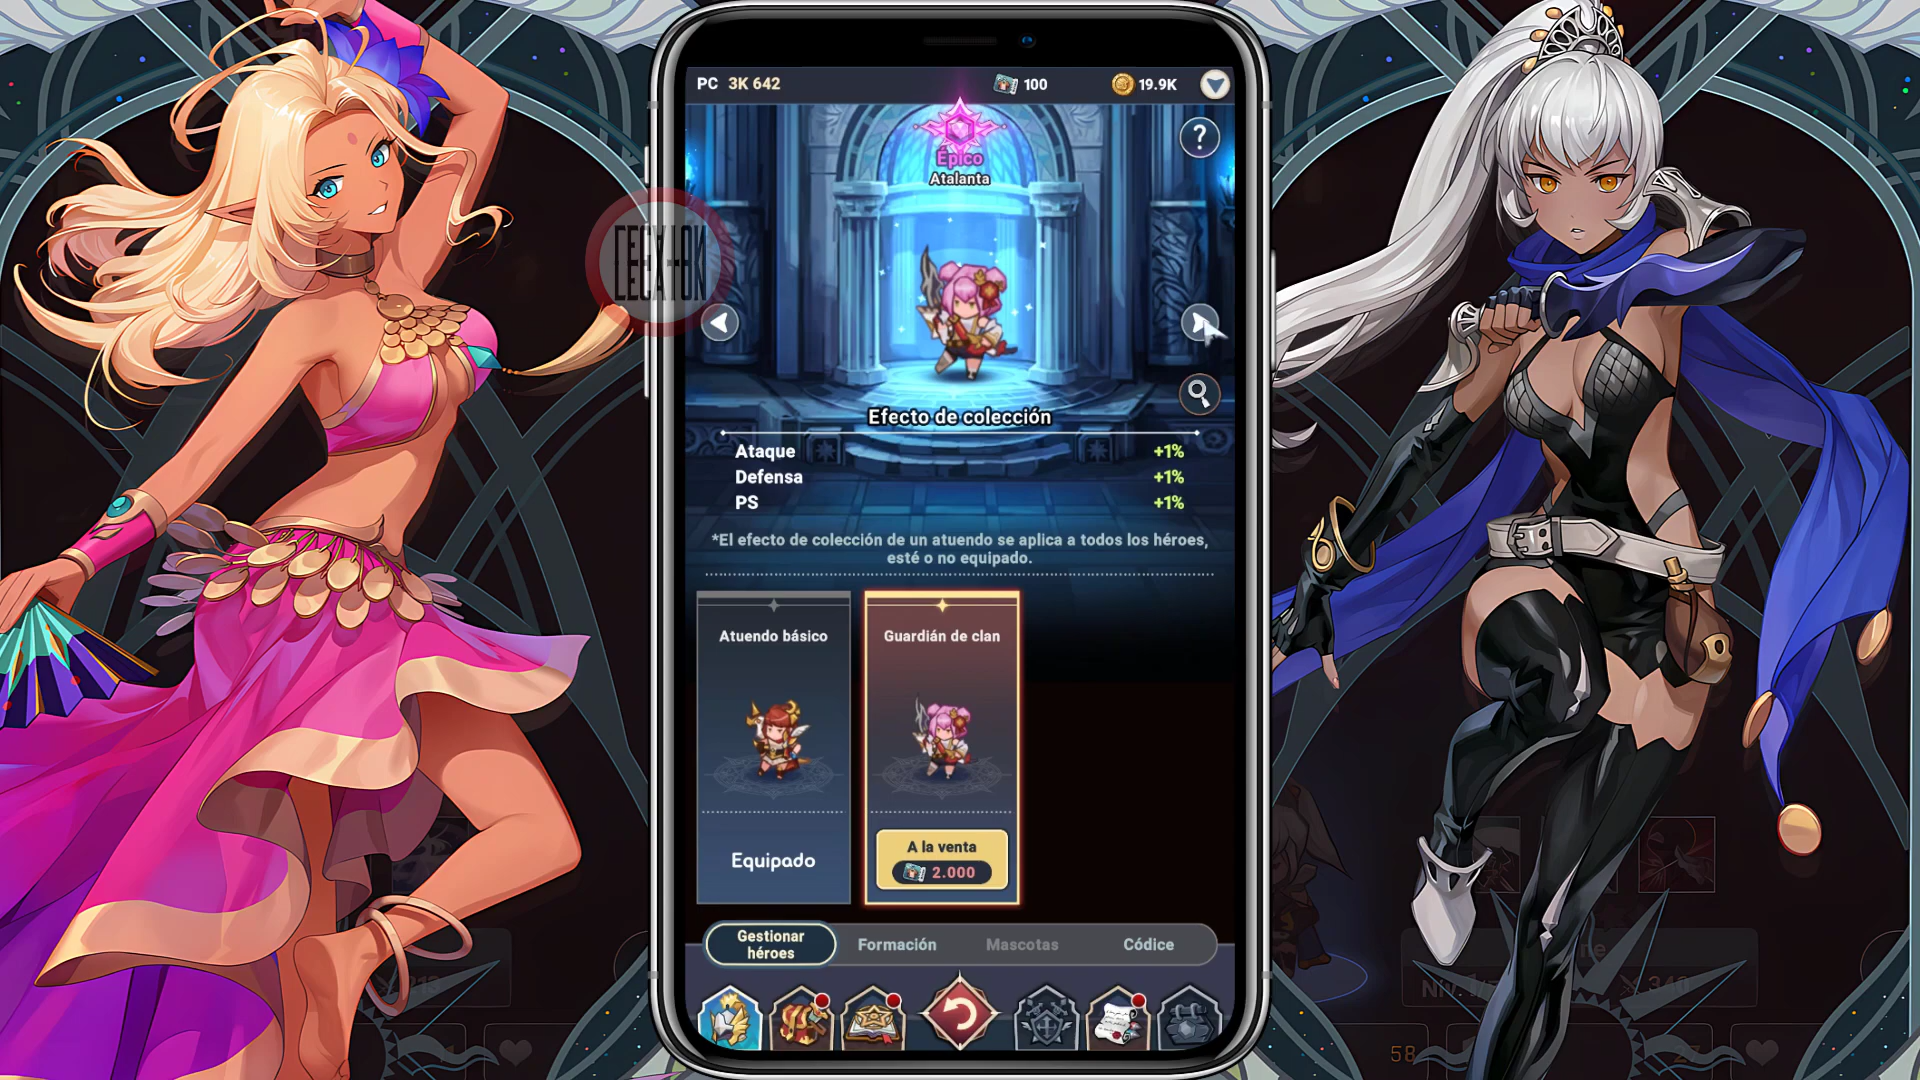 PC 3K 642
100
19.9K
?
Épico
Atalanta
Efecto de colección
Ataque +1%
Defensa +1%
PS +1%
*El efecto de colección de un atuendo se aplica a todos los héroes,
esté o no equipado.
Atuendo básico
Guardián de clan
Equipado
A la venta
2.000
Gestionar
héroes
Formación
Mascotas
Códice
58